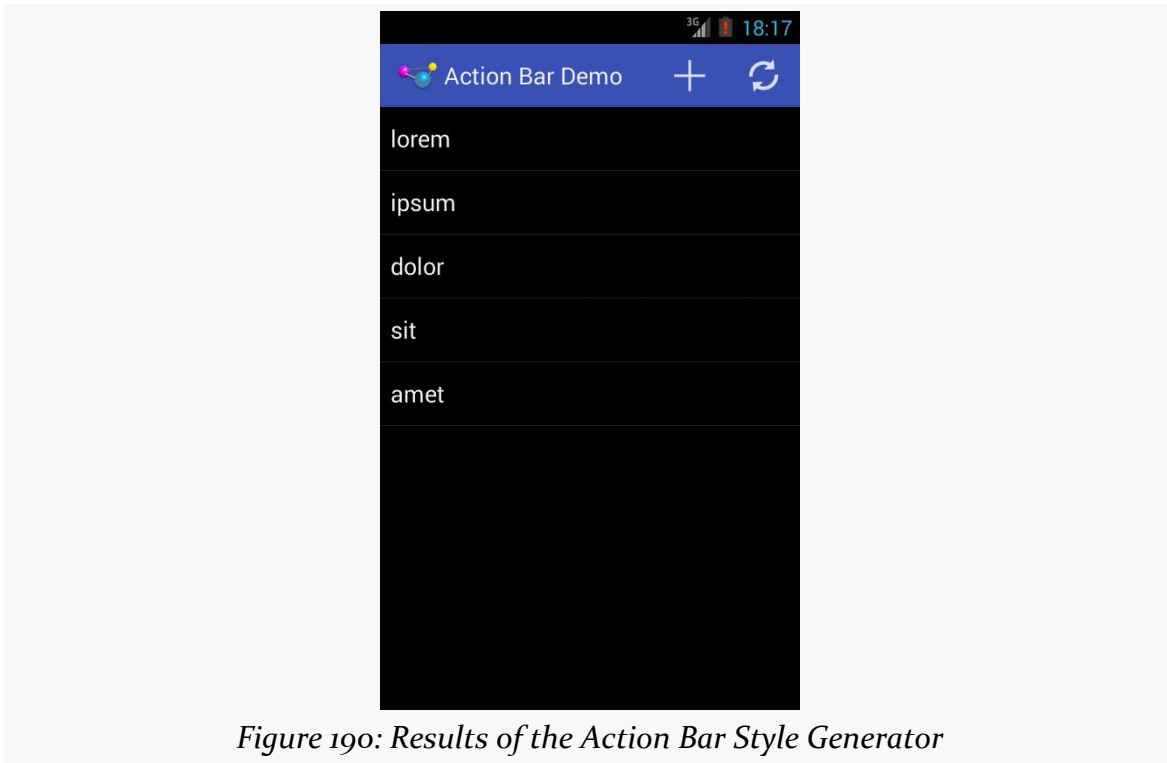 3G 18:17
Action Bar Demo
lorem
ipsum
dolor
sit
amet
Figure 190: Results of the Action Bar Style Generator